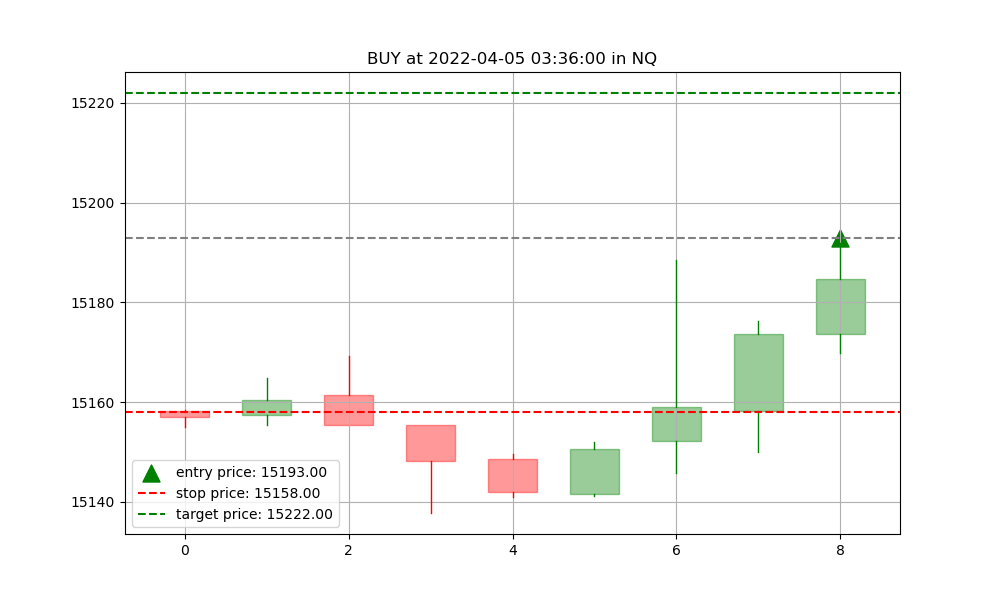 BUY at 2022-04-05 03:36:00 in NQ
15220
15200
15180
15160
15140
entry price: 15193.00
stop price: 15158.00
target price: 15222.00
0 2 4 6 8